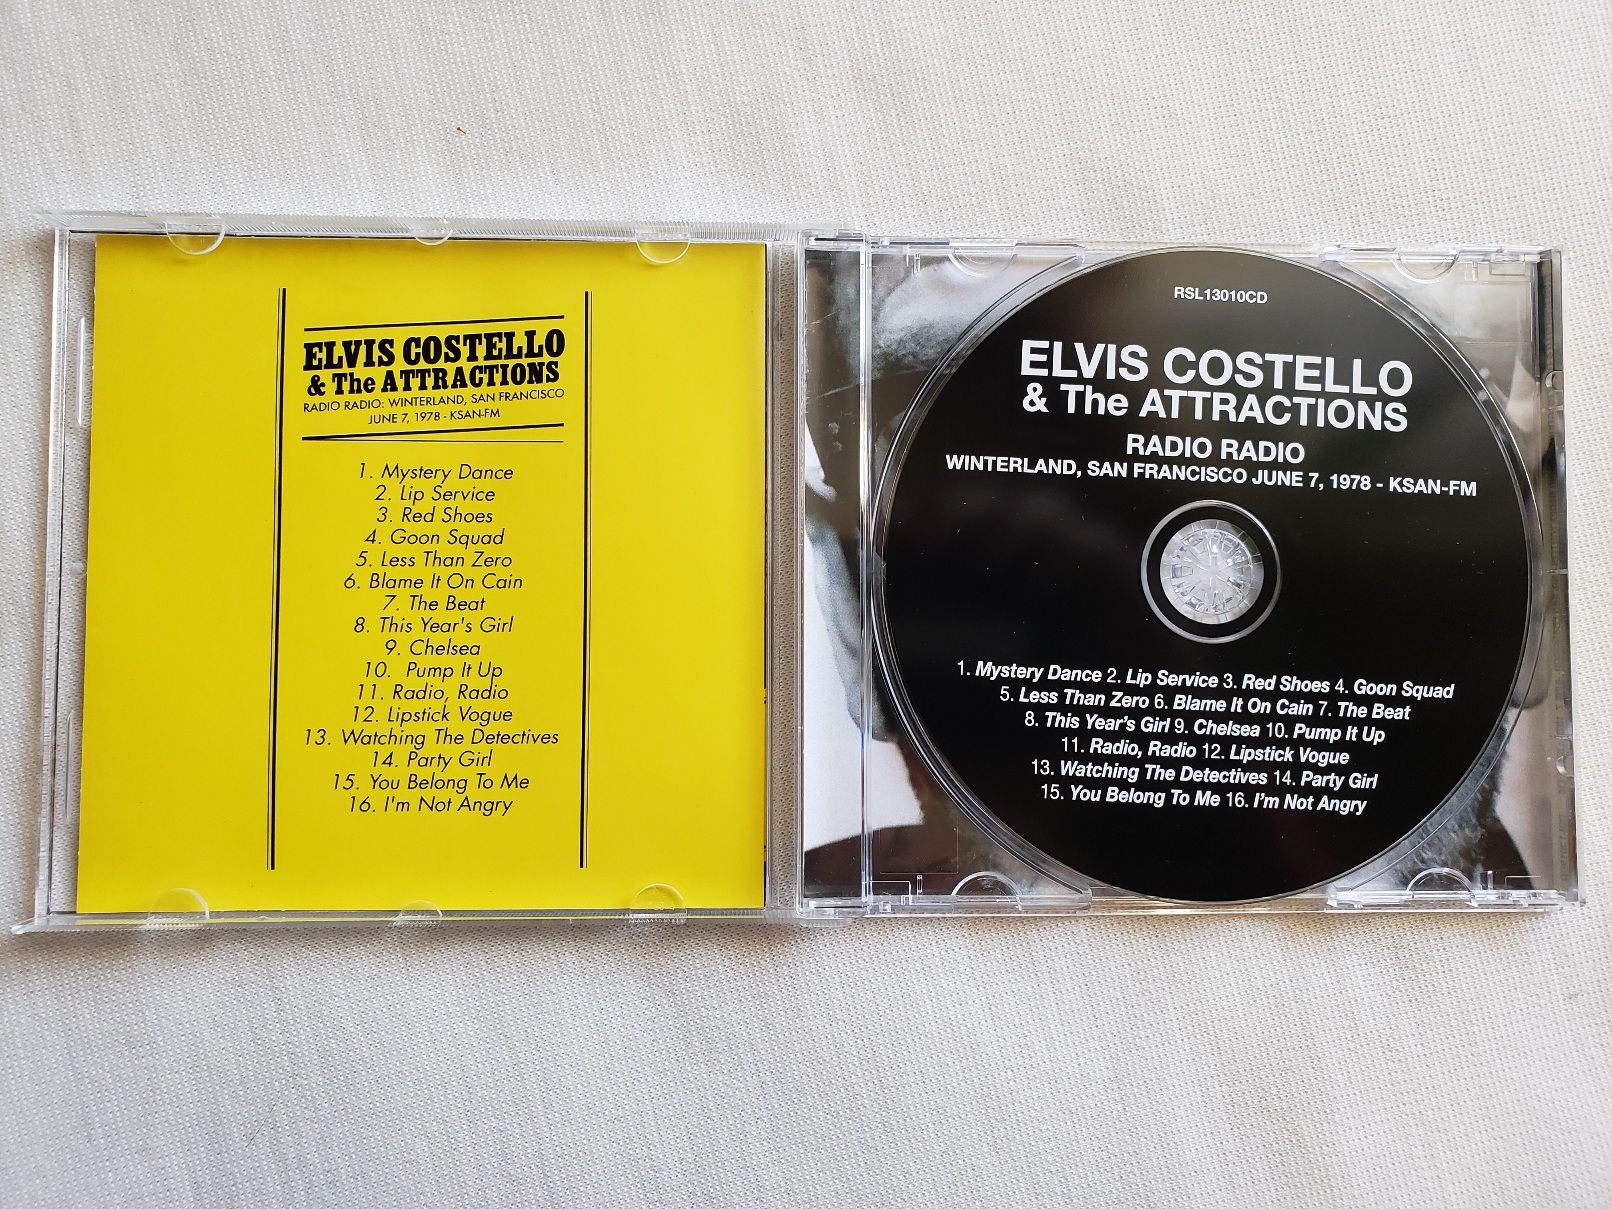 ELVIS COSTELLO
& The ATTRACTIONS
RADIO RADIO: WINTERLAND, SAN FRANCISCO
JUNE 7, 1978 - KSAN-FM
1. Mystery Dance
2. Lip Service
3. Red Shoes
4. Goon Squad
5. Less Than Zero
6. Blame It On Cain
7. The Beat
8. This Year's Girl
9. Chelsea
10. Pump It Up
11. Radio, Radio
12. Lipstick Vogue
13. Watching The Detectives
14. Party Girl
15. You Belong To Me
16. I'm Not Angry
RSL13010CD
ELVIS COSTELLO
& The ATTRACTIONS
RADIO RADIO
WINTERLAND, SAN FRANCISCO JUNE 7, 1978 - KSAN-FM
1. Mystery Dance 2. Lip Service 3. Red Shoes 4. Goon Squad
5. Less Than Zero 6. Blame It On Cain 7. The Beat
8. This Year's Girl 9. Chelsea 10. Pump It Up
11. Radio, Radio 12. Lipstick Vogue
13. Watching The Detectives 14. Party Girl
15. You Belong To Me 16. I'm Not Angry